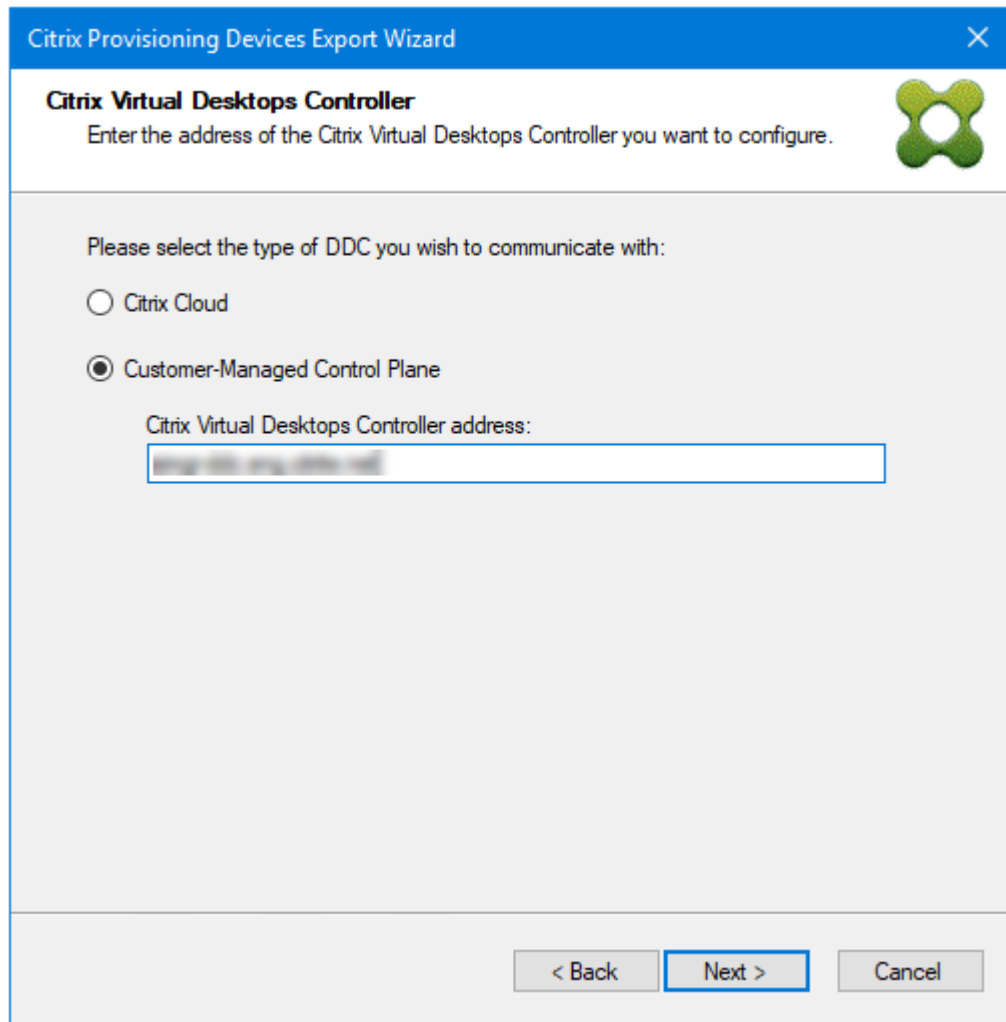 Citrix Provisioning Devices Export Wizard
Citrix Virtual Desktops Controller
Enter the address of the Citrix Virtual Desktops Controller you want to configure.
Please select the type of DDC you wish to communicate with:
Citrix Cloud
Customer-Managed Control Plane
Citrix Virtual Desktops Controller address:
< Back Next > Cancel